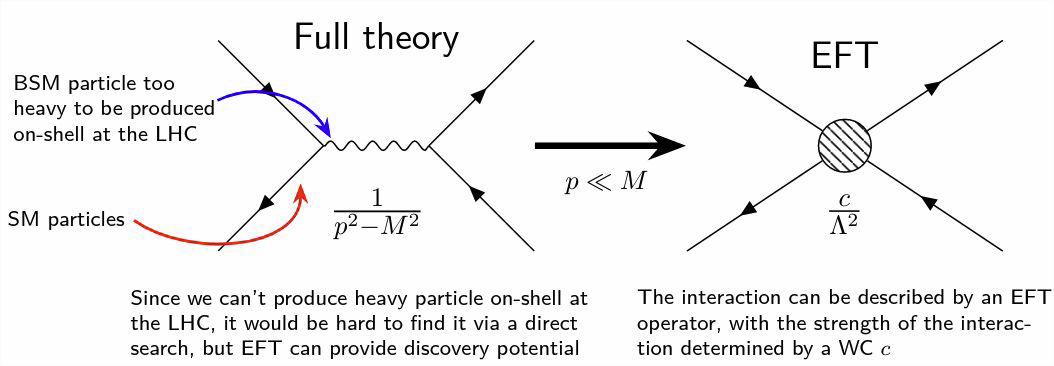 Full theory
EFT
BSM particle too
heavy to be produced
on-shell at the LHC
SM particles
1
p² − M²
p ≪ M
c
Λ²
Since we can't produce heavy particle on-shell at
the LHC, it would be hard to find it via a direct
search, but EFT can provide discovery potential
The interaction can be described by an EFT
operator, with the strength of the interac-
tion determined by a WC c